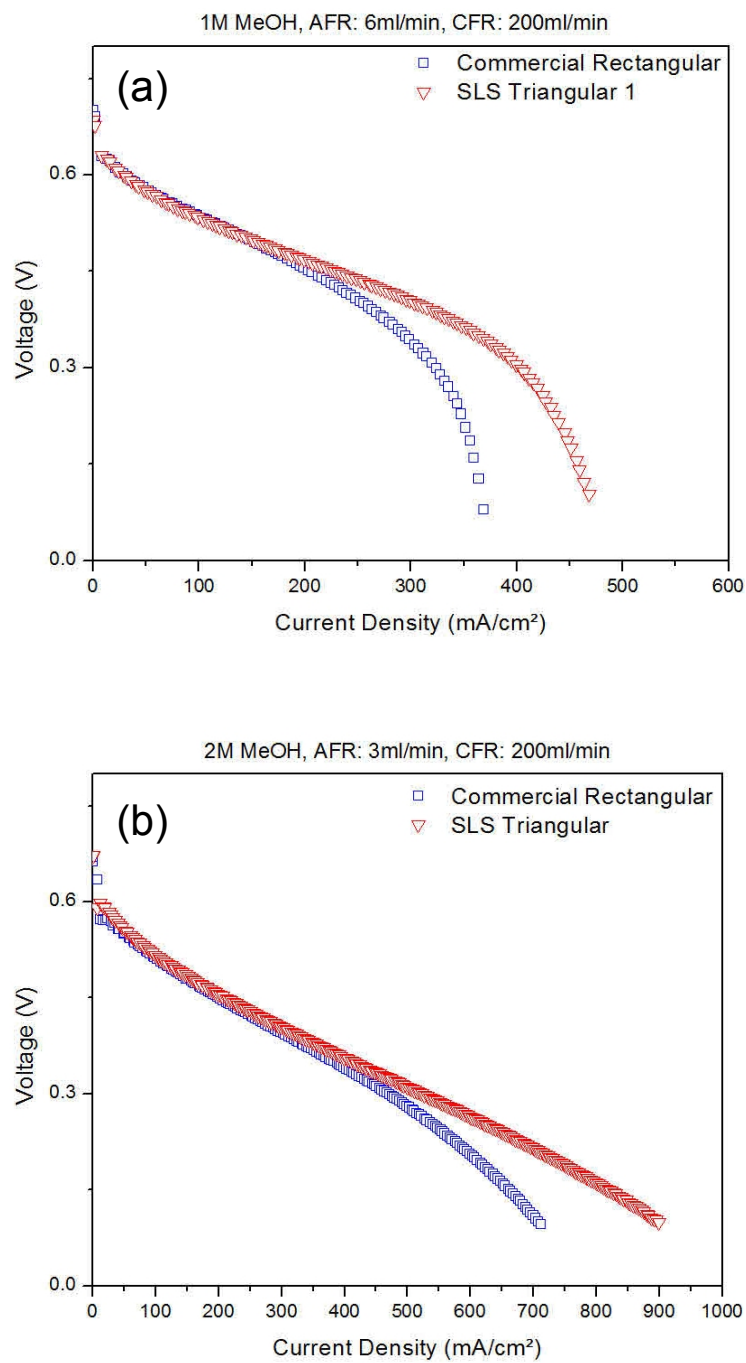 1M MeOH, AFR: 6ml/min, CFR: 200ml/min
(a)
Commercial Rectangular
SLS Triangular 1
0.6
0.3
0.0
Voltage (V)
0 100 200 300 400 500 600
Current Density (mA/cm²)
2M MeOH, AFR: 3ml/min, CFR: 200ml/min
(b)
Commercial Rectangular
SLS Triangular
0.6
0.3
0.0
Voltage (V)
0 100 200 300 400 500 600 700 800 900 1000
Current Density (mA/cm²)